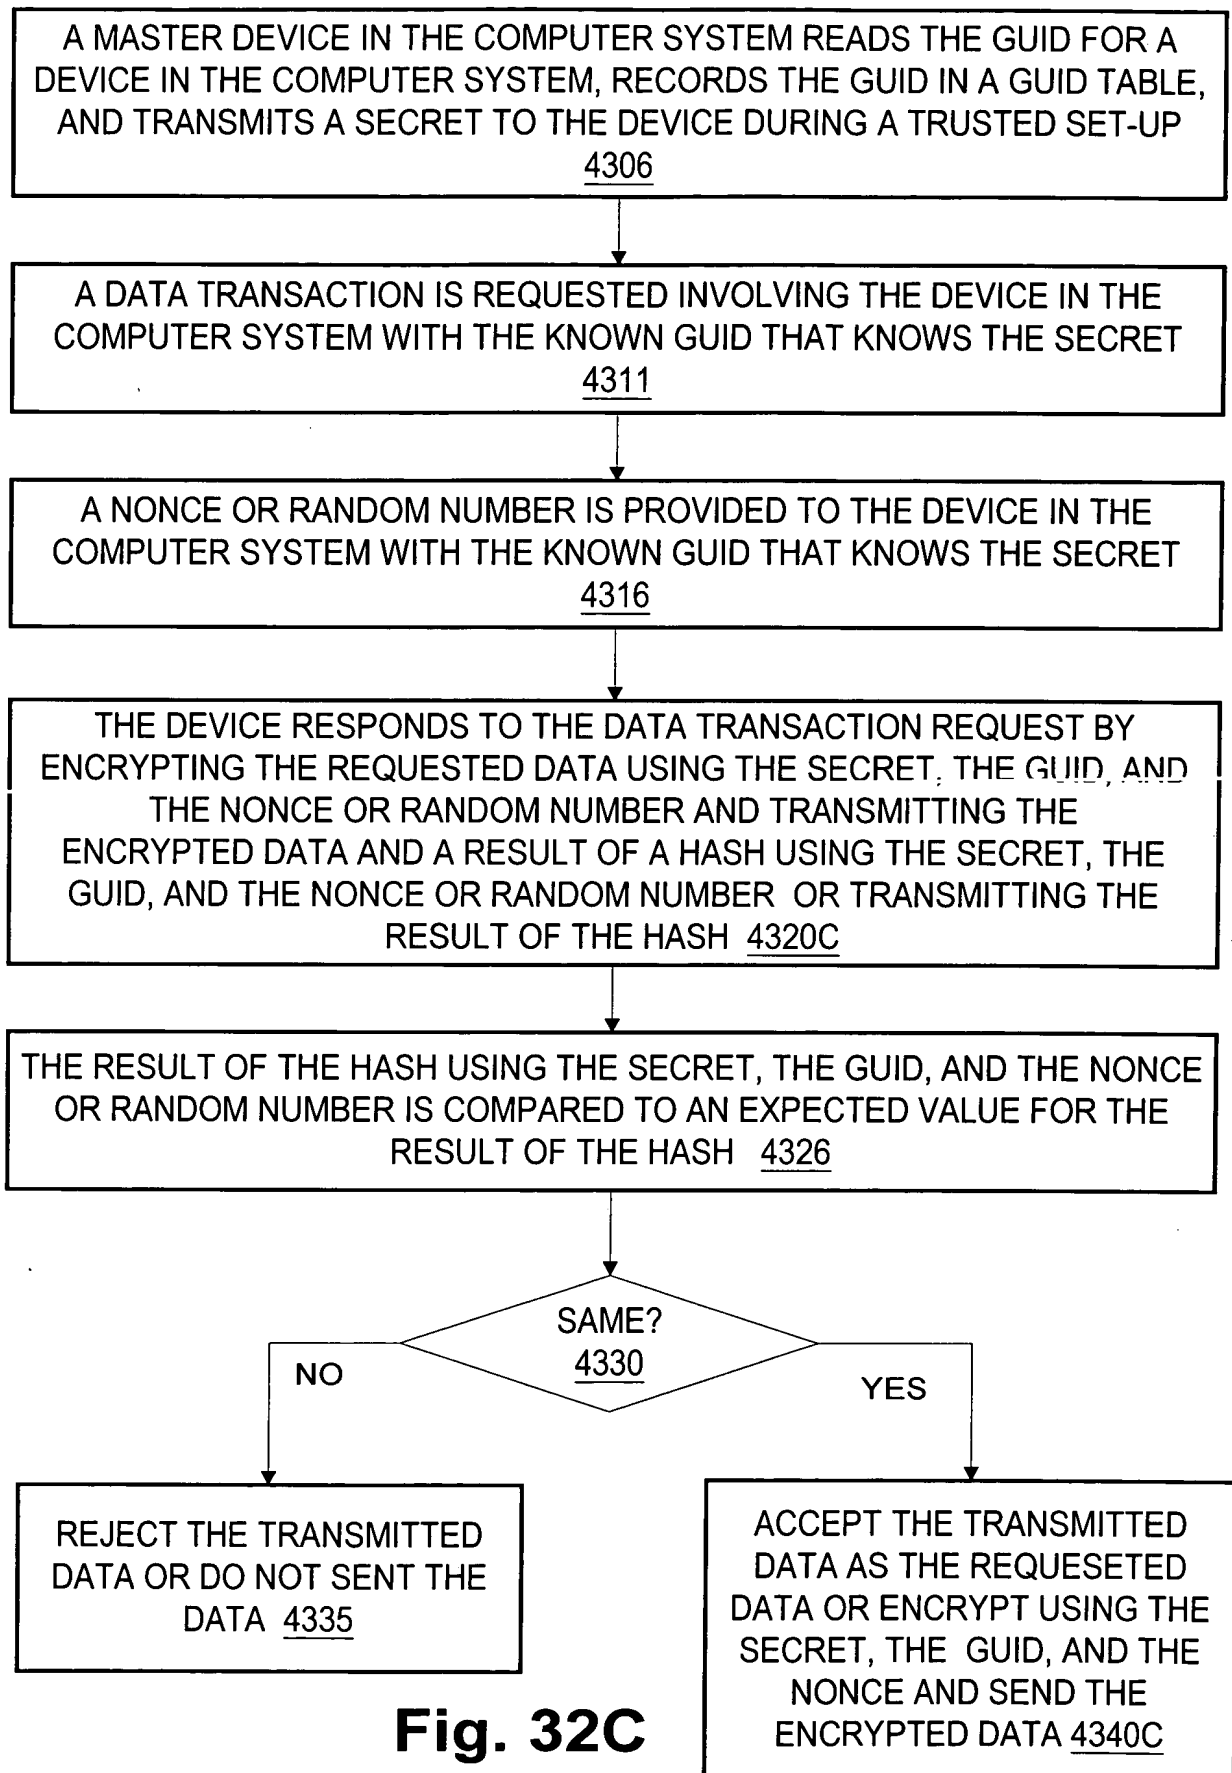 A MASTER DEVICE IN THE COMPUTER SYSTEM READS THE GUID FOR A
DEVICE IN THE COMPUTER SYSTEM, RECORDS THE GUID IN A GUID TABLE,
AND TRANSMITS A SECRET TO THE DEVICE DURING A TRUSTED SET-UP
4306
A DATA TRANSACTION IS REQUESTED INVOLVING THE DEVICE IN THE
COMPUTER SYSTEM WITH THE KNOWN GUID THAT KNOWS THE SECRET
4311
A NONCE OR RANDOM NUMBER IS PROVIDED TO THE DEVICE IN THE
COMPUTER SYSTEM WITH THE KNOWN GUID THAT KNOWS THE SECRET
4316
THE DEVICE RESPONDS TO THE DATA TRANSACTION REQUEST BY
ENCRYPTING THE REQUESTED DATA USING THE SECRET, THE GUID, AND
THE NONCE OR RANDOM NUMBER AND TRANSMITTING THE
ENCRYPTED DATA AND A RESULT OF A HASH USING THE SECRET, THE
GUID, AND THE NONCE OR RANDOM NUMBER OR TRANSMITTING THE
RESULT OF THE HASH 4320C
THE RESULT OF THE HASH USING THE SECRET, THE GUID, AND THE NONCE
OR RANDOM NUMBER IS COMPARED TO AN EXPECTED VALUE FOR THE
RESULT OF THE HASH 4326
SAME?
4330
NO
YES
REJECT THE TRANSMITTED
DATA OR DO NOT SENT THE
DATA 4335
ACCEPT THE TRANSMITTED
DATA AS THE REQUESETED
DATA OR ENCRYPT USING THE
SECRET, THE GUID, AND THE
NONCE AND SEND THE
ENCRYPTED DATA 4340C
Fig. 32C